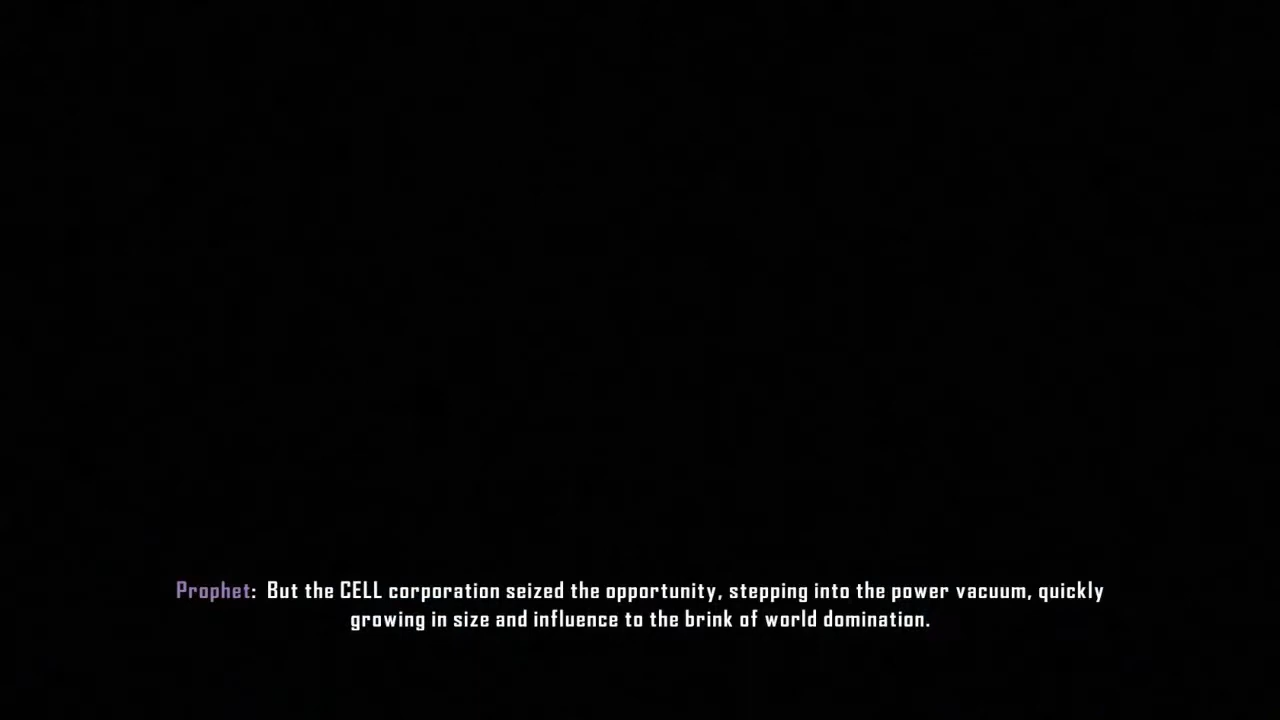 Prophet: But the CELL corporation seized the opportunity, stepping into the power vacuum, quickly
growing in size and influence to the brink of world domination.